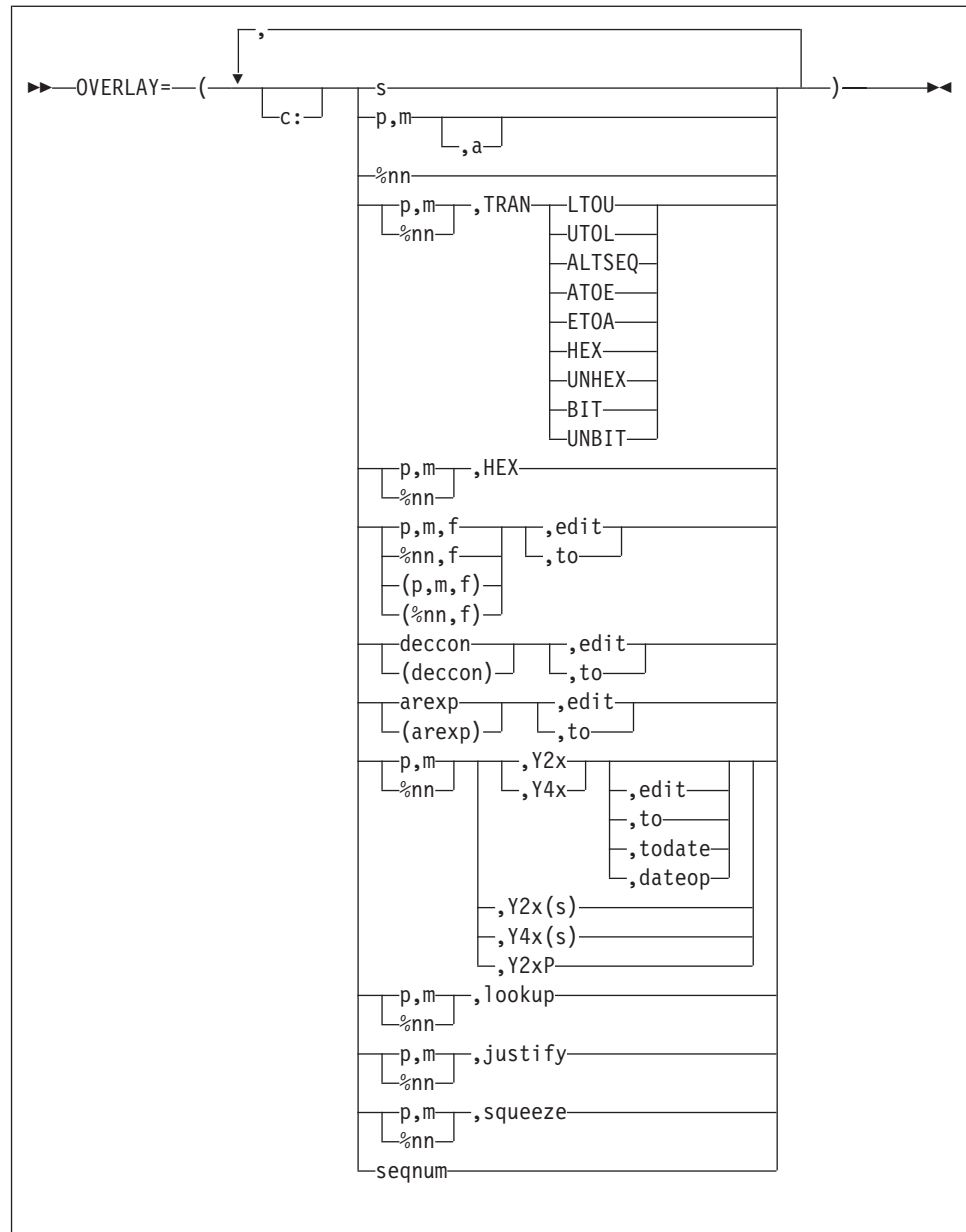 ,
OVERLAY= ( s )
c: p,m
,a
%nn
p,m ,TRAN LTOU
%nn UTOL
ALTSEQ
ATOE
ETOA
HEX
UNHEX
BIT
UNBIT
p,m ,HEX
%nn
p,m,f ,edit
%nn,f ,to
(p,m,f)
(%nn,f)
deccon ,edit
(deccon) ,to
arexp ,edit
(arexp) ,to
p,m ,Y2x
%nn ,Y4x ,edit
,to
,todate
,dateop
,Y2x(s)
,Y4x(s)
,Y2xP
p,m ,lookup
%nn
p,m ,justify
%nn
p,m ,squeeze
%nn
seqnum